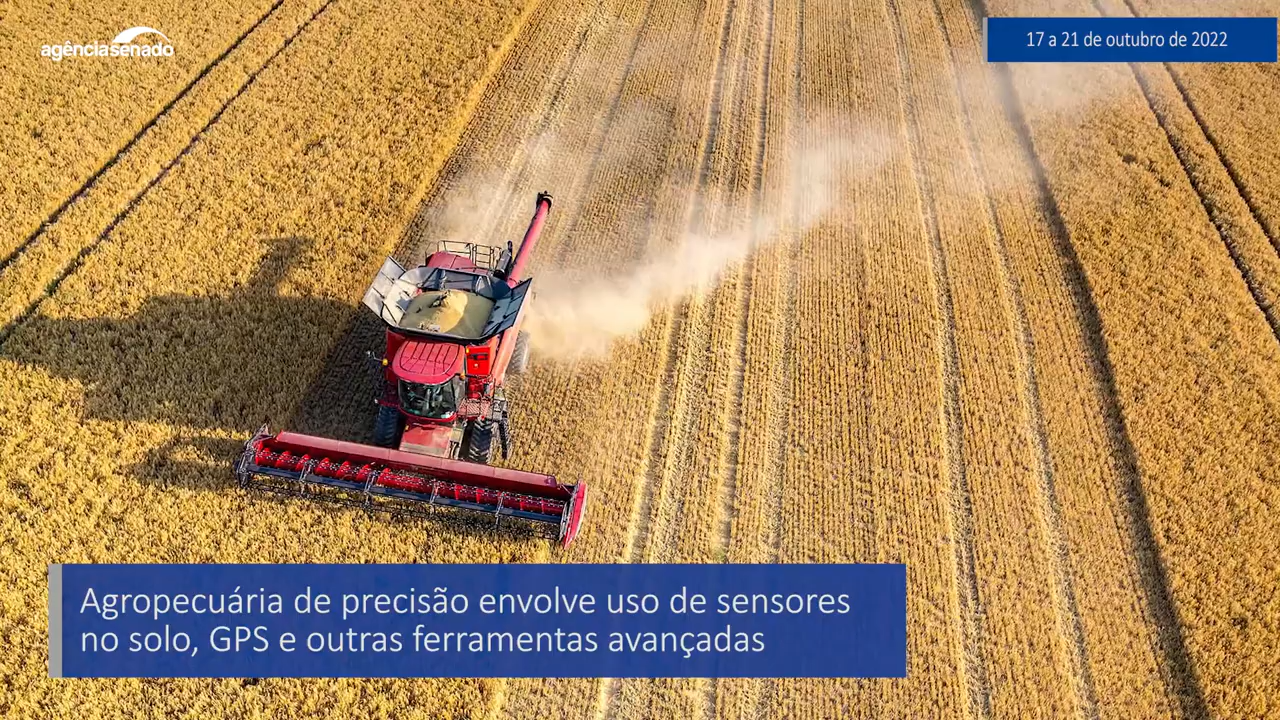 agênciasenado
17 a 21 de outubro de 2022
Agropecuária de precisão envolve uso de sensores
no solo, GPS e outras ferramentas avançadas